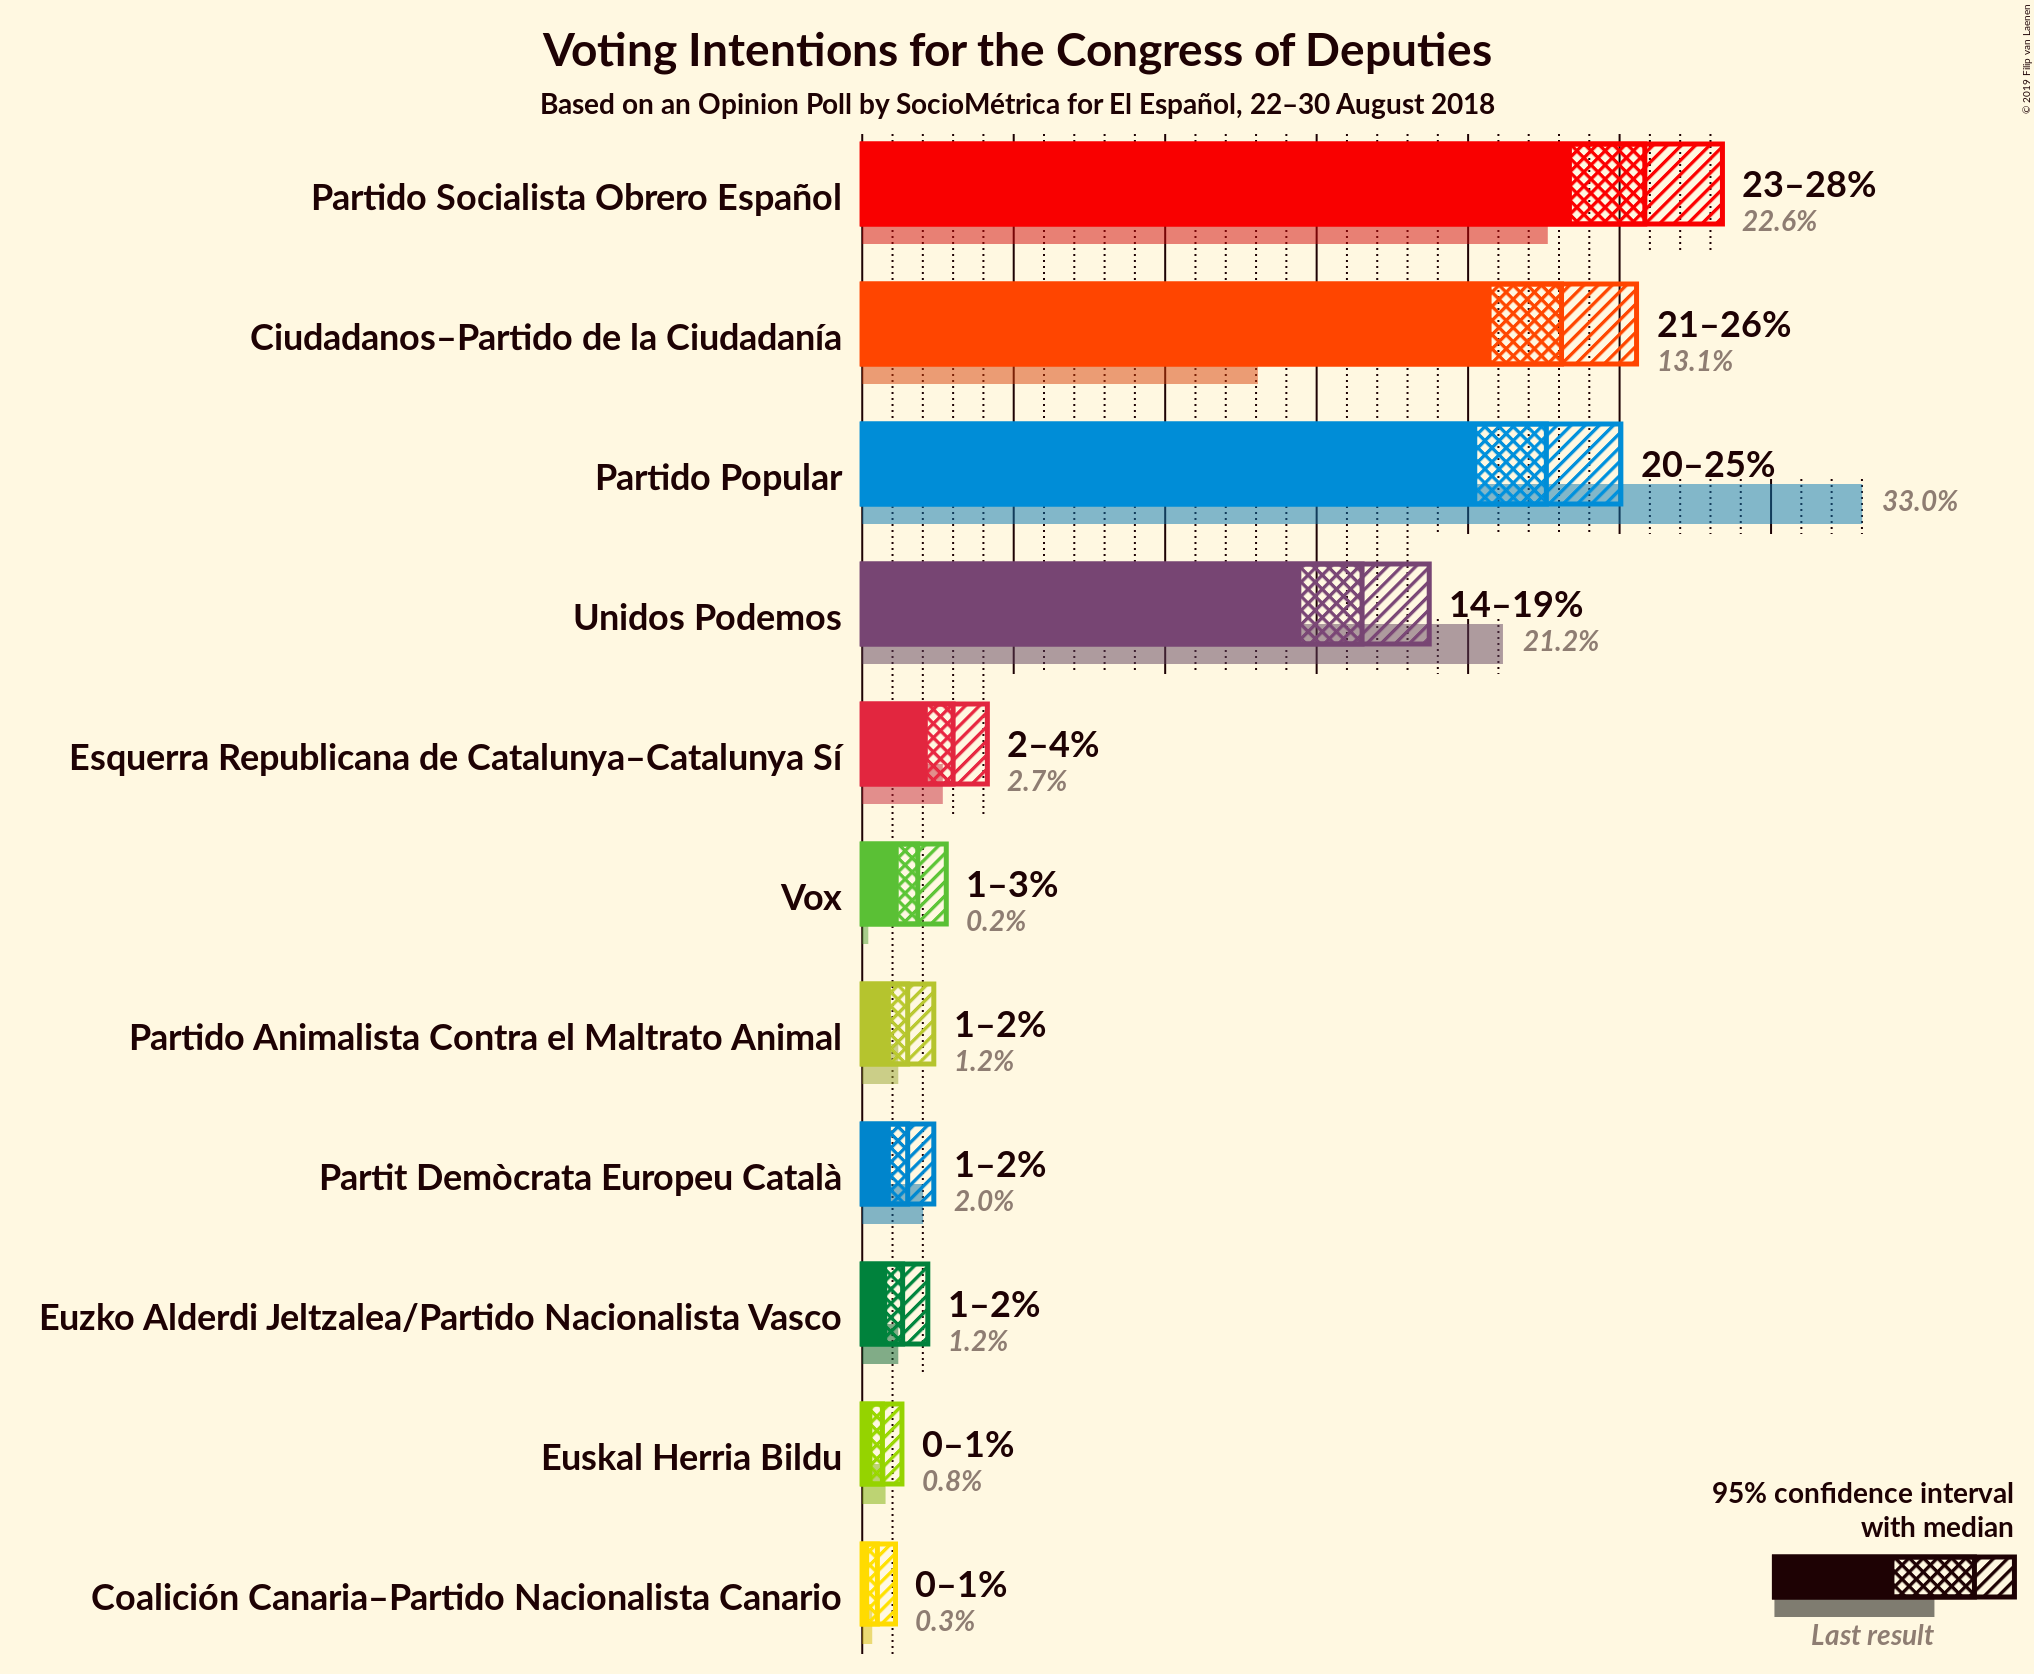 Voting Intentions for the Congress of Deputies
Based on an Opinion Poll by SocioMétrica for El Español, 22–30 August 2018
© 2019 Filip van Laenen
Partido Socialista Obrero Español
23–28%
22.6%
Ciudadanos–Partido de la Ciudadanía
21–26%
13.1%
Partido Popular
20–25%
33.0%
Unidos Podemos
14–19%
21.2%
Esquerra Republicana de Catalunya–Catalunya Sí
2–4%
2.7%
Vox
1–3%
0.2%
Partido Animalista Contra el Maltrato Animal
1–2%
1.2%
Partit Demòcrata Europeu Català
1–2%
2.0%
Euzko Alderdi Jeltzalea/Partido Nacionalista Vasco
1–2%
1.2%
Euskal Herria Bildu
0–1%
0.8%
Coalición Canaria–Partido Nacionalista Canario
0–1%
0.3%
95% confidence interval
with median
Last result